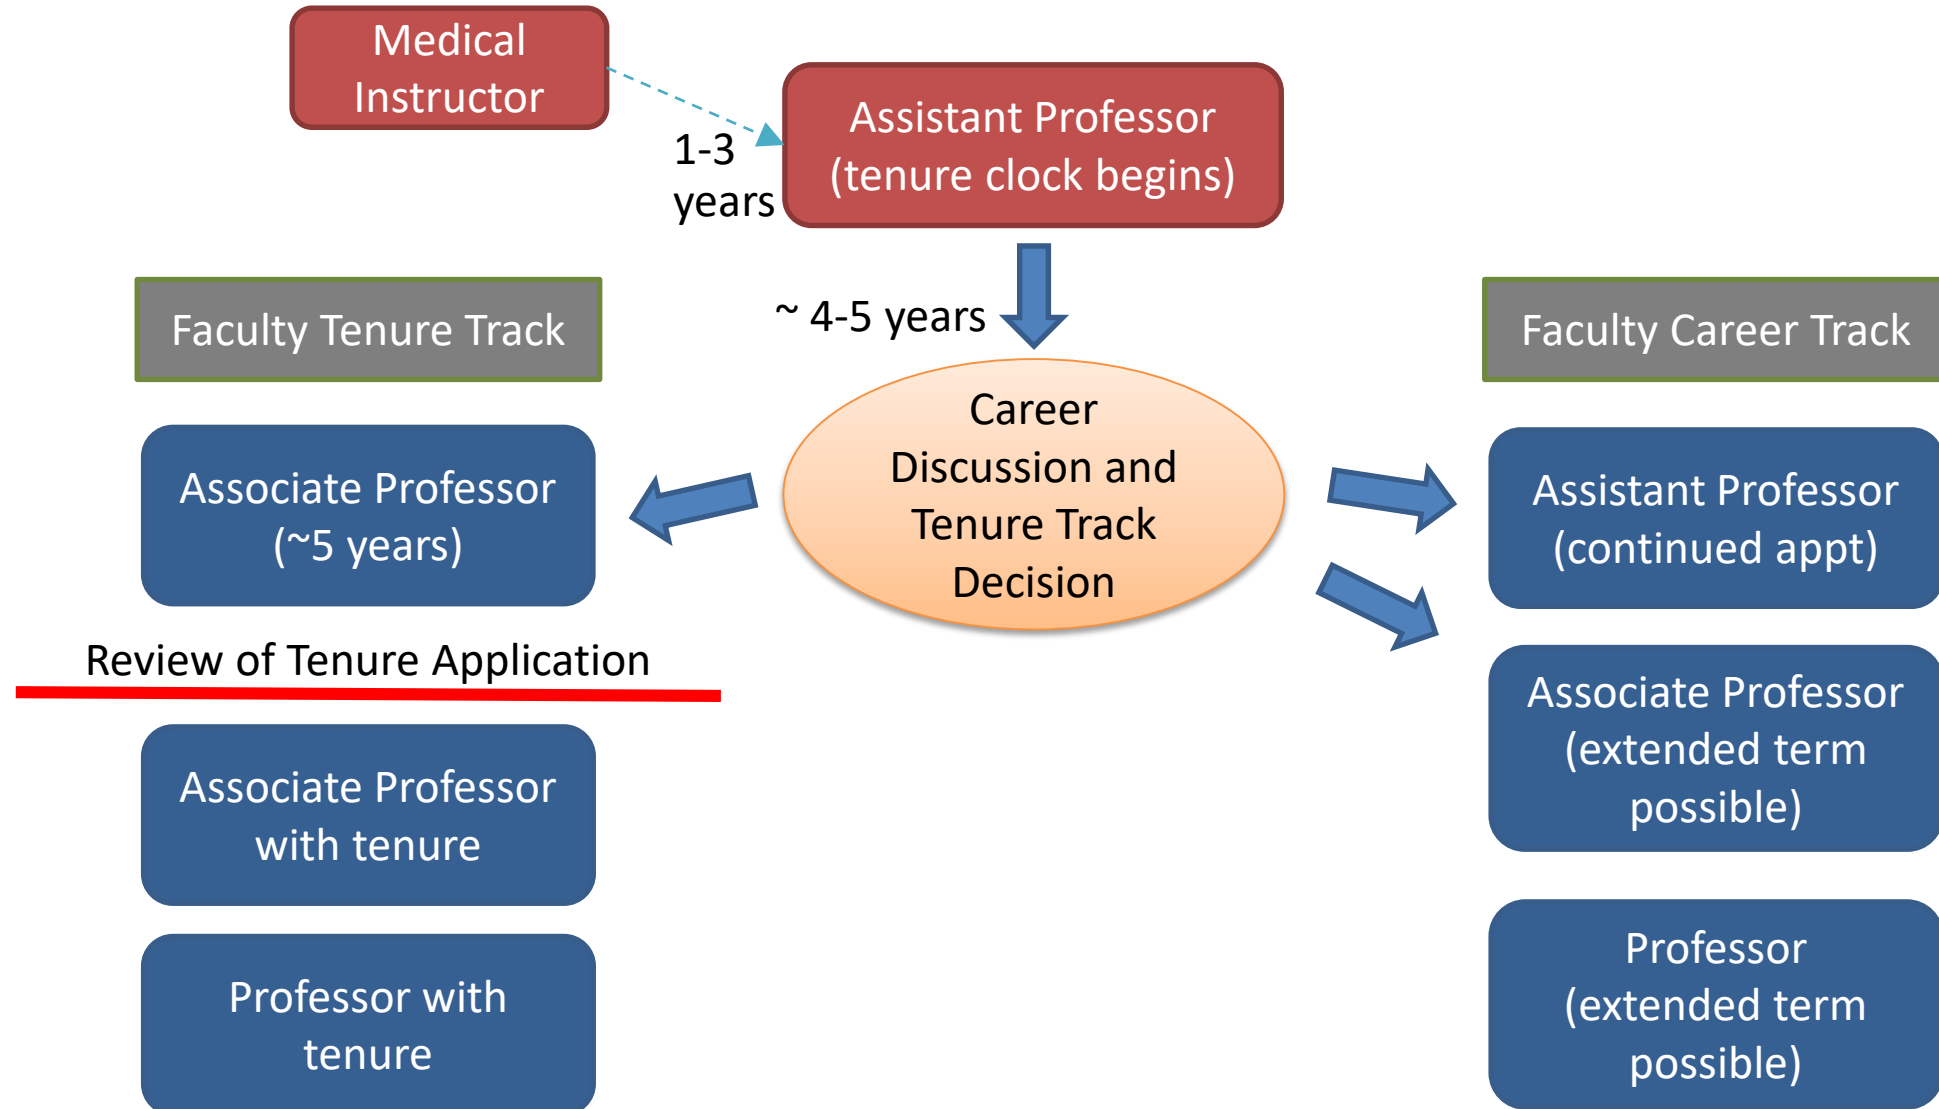 Medical
Instructor
Assistant Professor
(tenure clock begins)
1-3
years
~ 4-5 years
Faculty Tenure Track
Faculty Career Track
Career
Discussion and
Tenure Track
Decision
Associate Professor
(~5 years)
Review of Tenure Application
Associate Professor
with tenure
Professor with
tenure
Assistant Professor
(continued appt)
Associate Professor
(extended term
possible)
Professor
(extended term
possible)